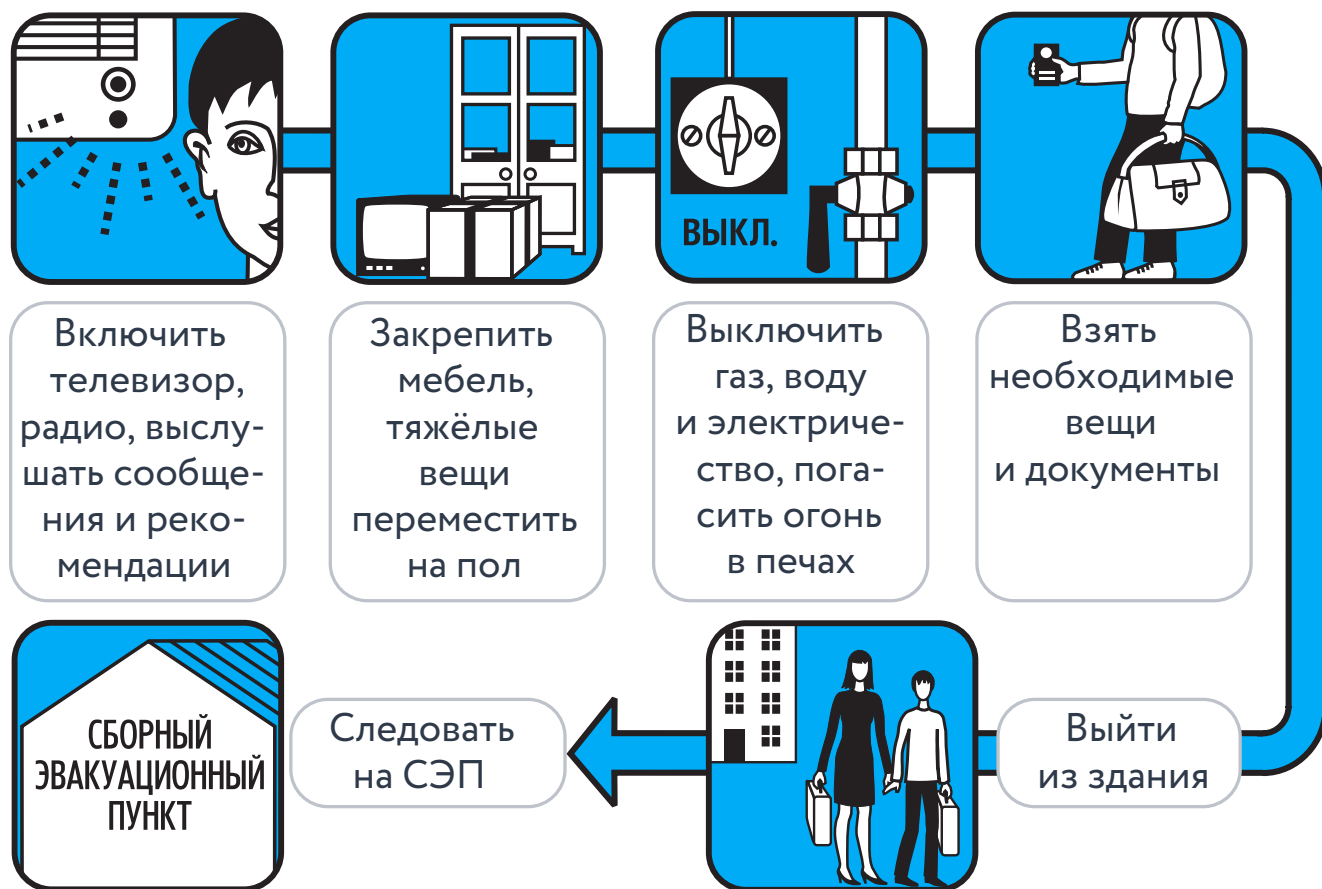 ВЫКЛ.
Включить
телевизор,
радио, выслу-
шать сообще-
ния и реко-
мендации
Закрепить
мебель,
тяжёлые
вещи
переместить
на пол
Выключить
газ, воду
и электриче-
ство, пога-
сить огонь
в печах
Взять
необходимые
вещи
и документы
Выйти
из здания
Следовать
на СЭП
СБОРНЫЙ
ЭВАКУАЦИОННЫЙ
ПУНКТ